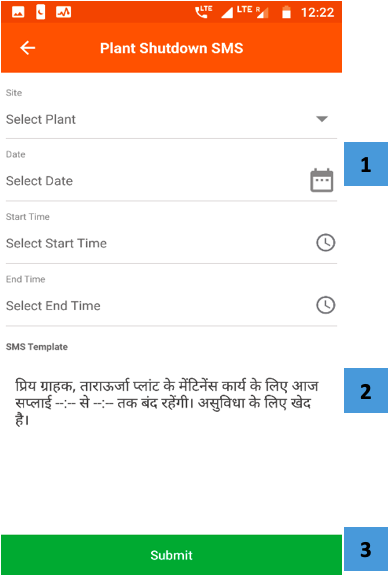 LTE LTE R 12:22
Plant Shutdown SMS
Site
Select Plant
Date
1
Select Date
Start Time
Select Start Time
End Time
Select End Time
SMS Template
प्रिय ग्राहक, ताराऊर्जा प्लांट के मेंटिनेंस कार्य के लिए आज
सप्लाई --:-- से --:-- तक बंद रहेंगी। असुविधा के लिए खेद
है।
2
Submit
3